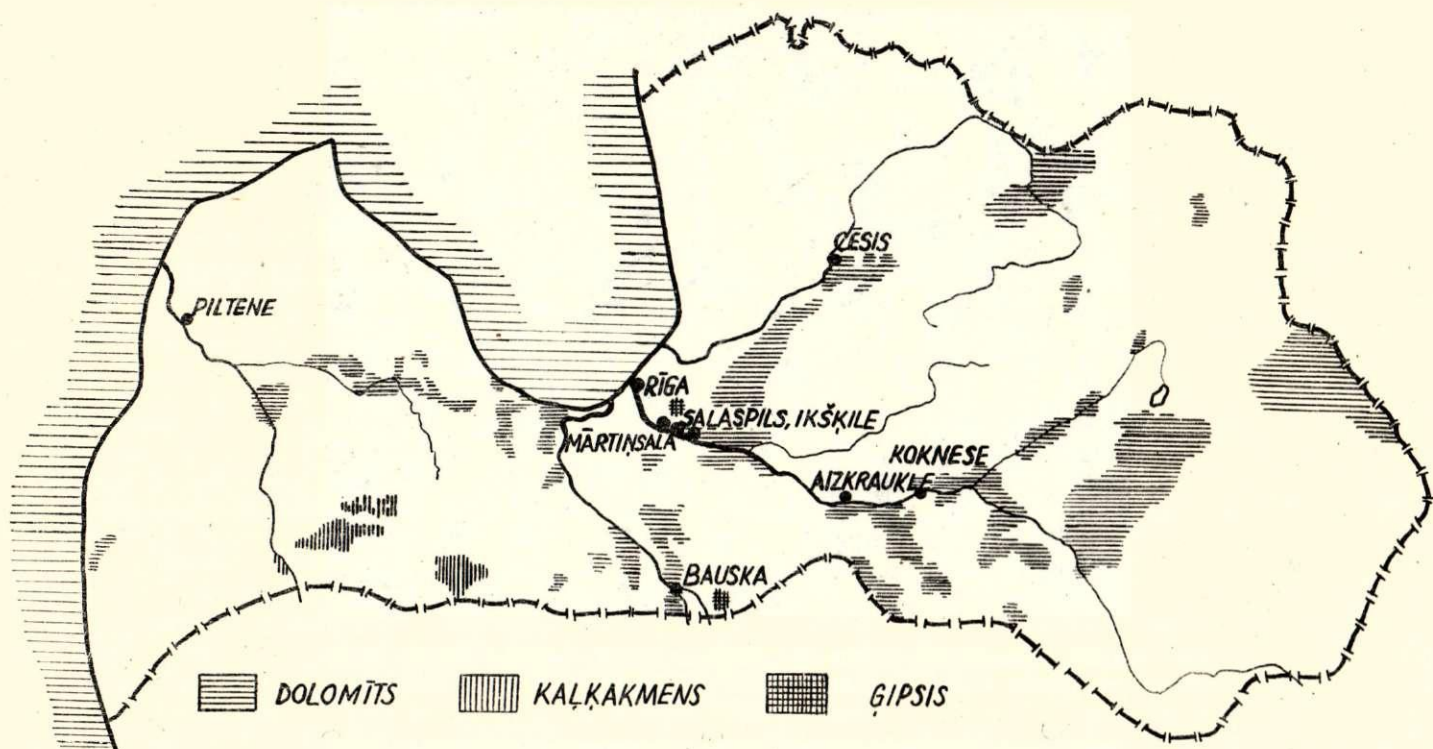 CĒSIS
PILTENE
RĪGA
SALASPILS, IKŠĶILE
MĀRTIŅSALA
KOKNESE
AIZKRAUKLE
BAUSKA
DOLOMĪTS
KAĻĶAKMENS
ĢIPSIS